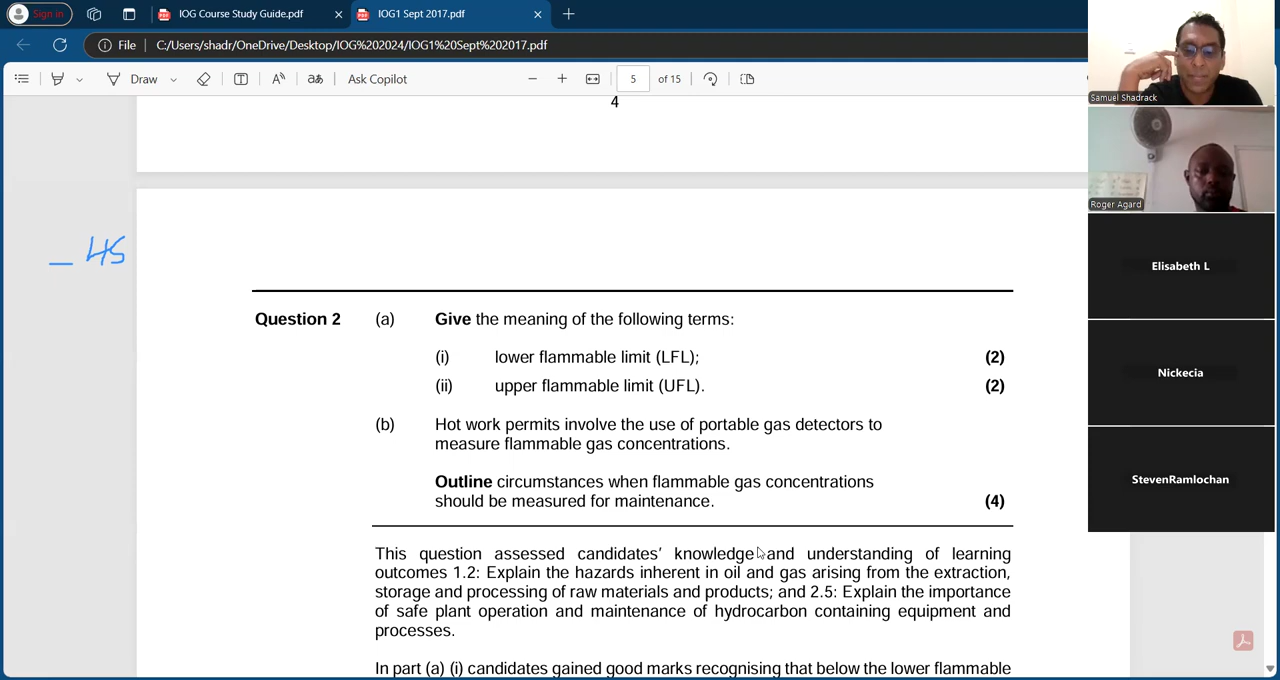 Sign in
IOG Course Study Guide.pdf
IOG1 Sept 2017.pdf
File
C:/Users/shadr/OneDrive/Desktop/IOG%202024/IOG1%20Sept%202017.pdf
Draw
Ask Copilot
5 of 15
4
_ 45
Question 2 (a) Give the meaning of the following terms:
(i) lower flammable limit (LFL); (2)
(ii) upper flammable limit (UFL). (2)
(b) Hot work permits involve the use of portable gas detectors to
measure flammable gas concentrations.
Outline circumstances when flammable gas concentrations
should be measured for maintenance. (4)
This question assessed candidates’ knowledge and understanding of learning
outcomes 1.2: Explain the hazards inherent in oil and gas arising from the extraction,
storage and processing of raw materials and products; and 2.5: Explain the importance
of safe plant operation and maintenance of hydrocarbon containing equipment and
processes.
In part (a) (i) candidates gained good marks recognising that below the lower flammable
Samuel Shadrack
Roger Agard
Elisabeth L
Nickecia
StevenRamlochan